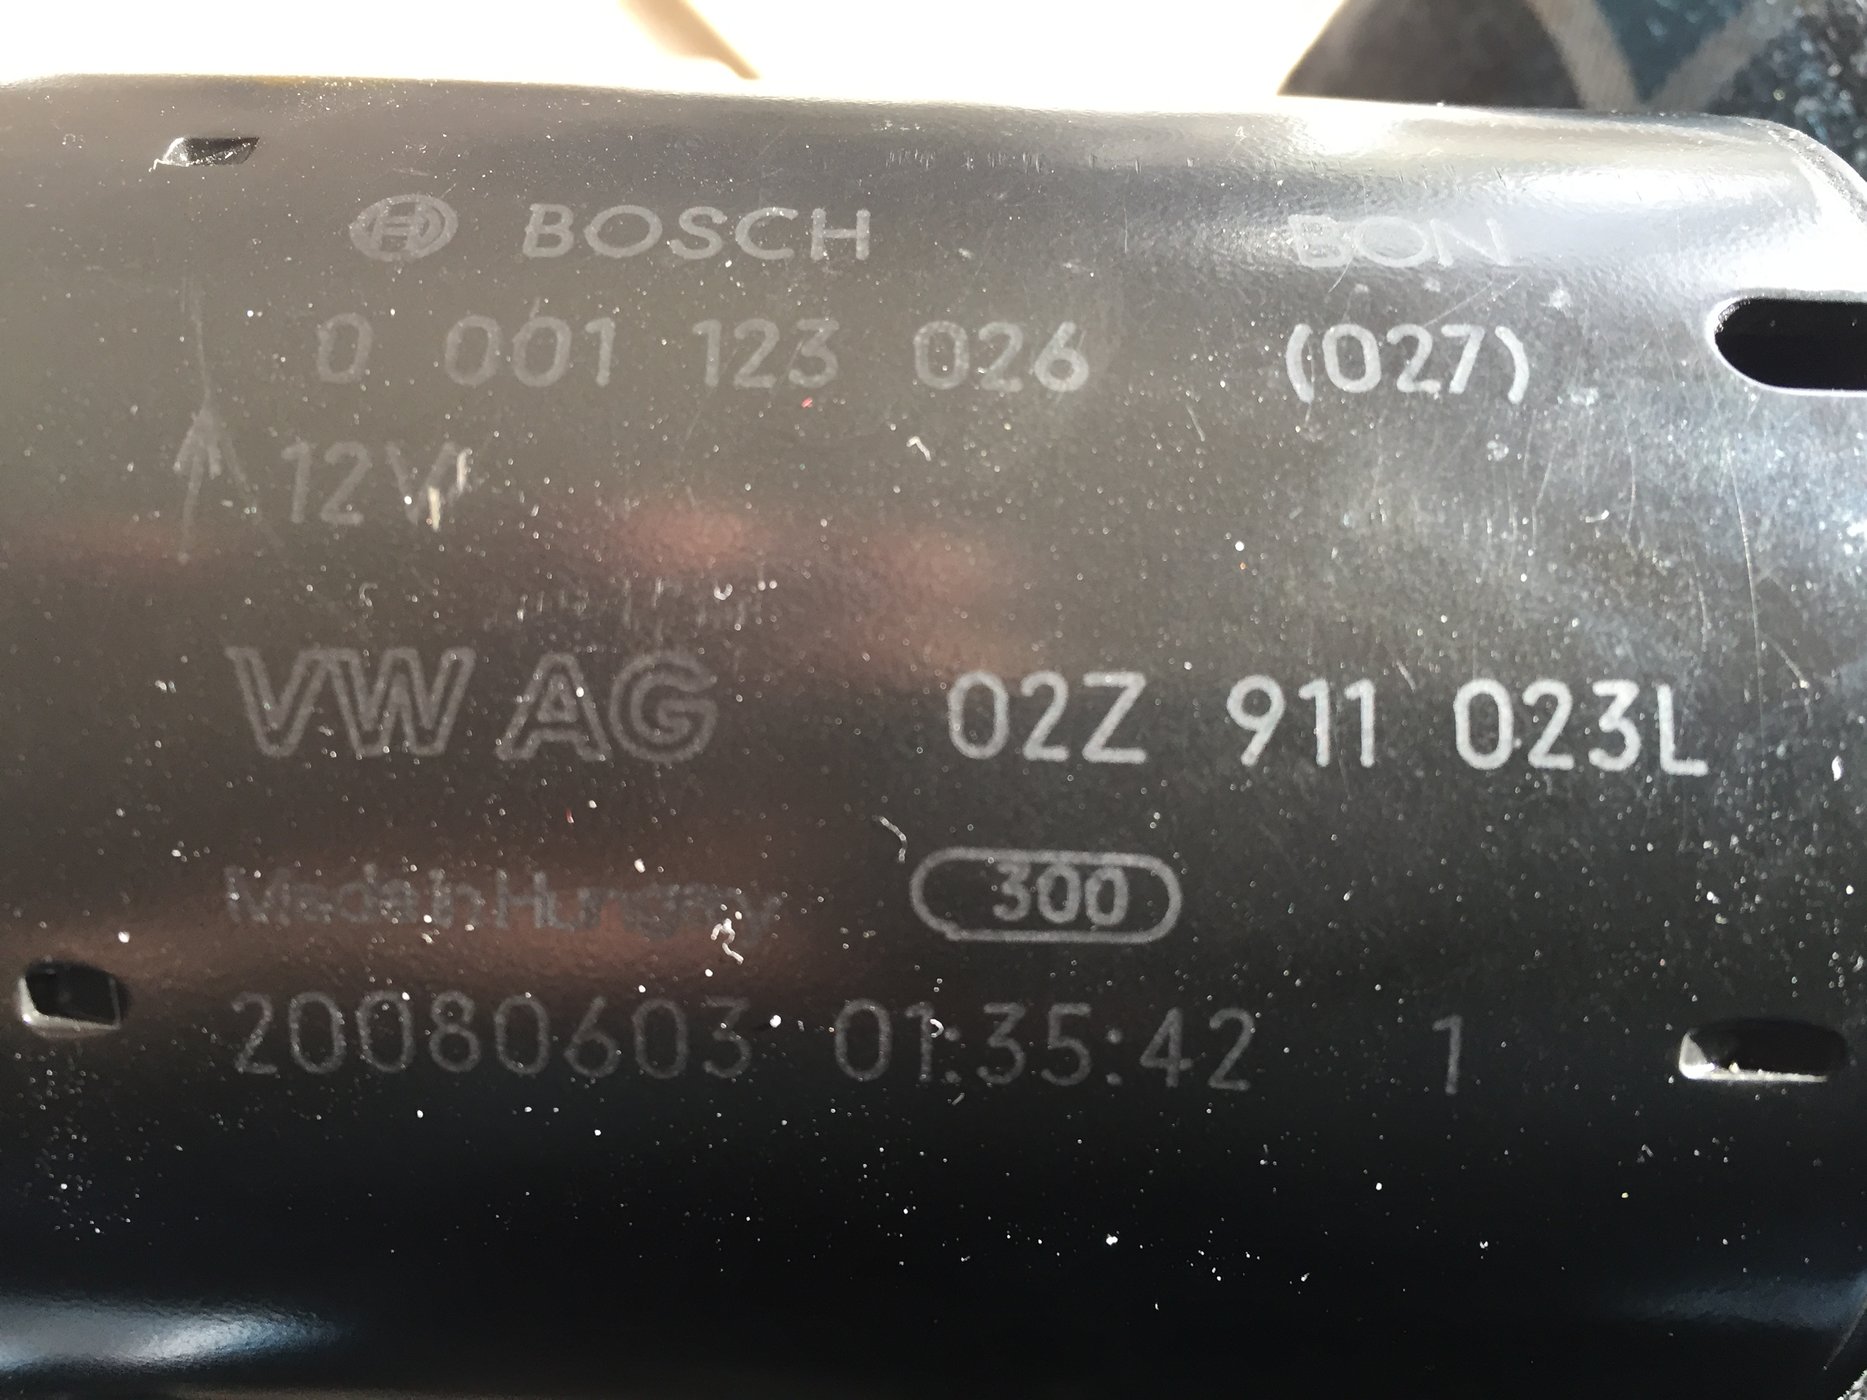 BOSCH BON
0 001 123 026 (027)
12V
VW AG 02Z 911 023L
Made in Hungary 300
20080603 01:35:42 1